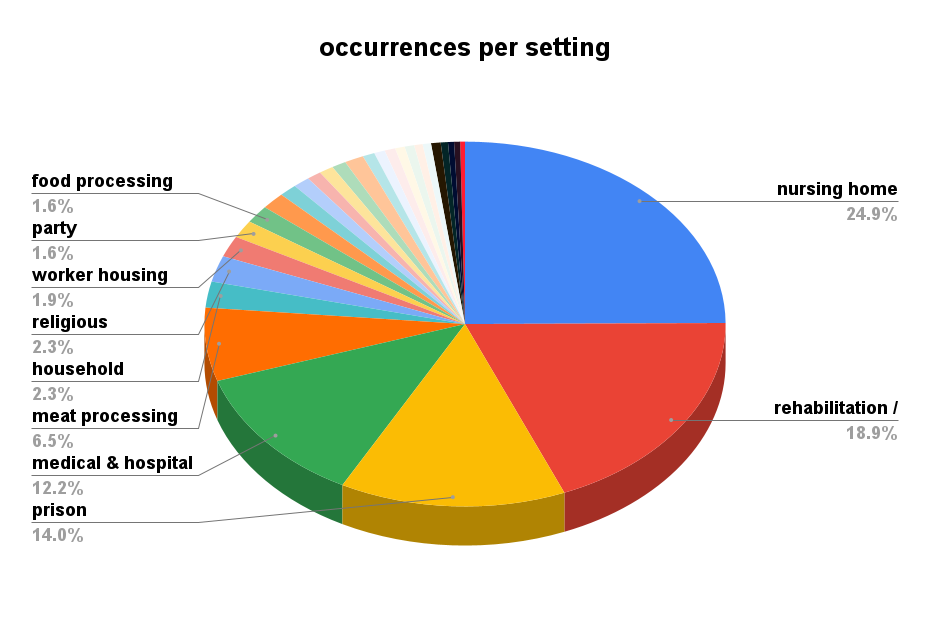 occurrences per setting
food processing
1.6%
party
1.6%
worker housing
1.9%
religious
2.3%
household
2.3%
meat processing
6.5%
medical & hospital
12.2%
prison
14.0%
nursing home
24.9%
rehabilitation /
18.9%